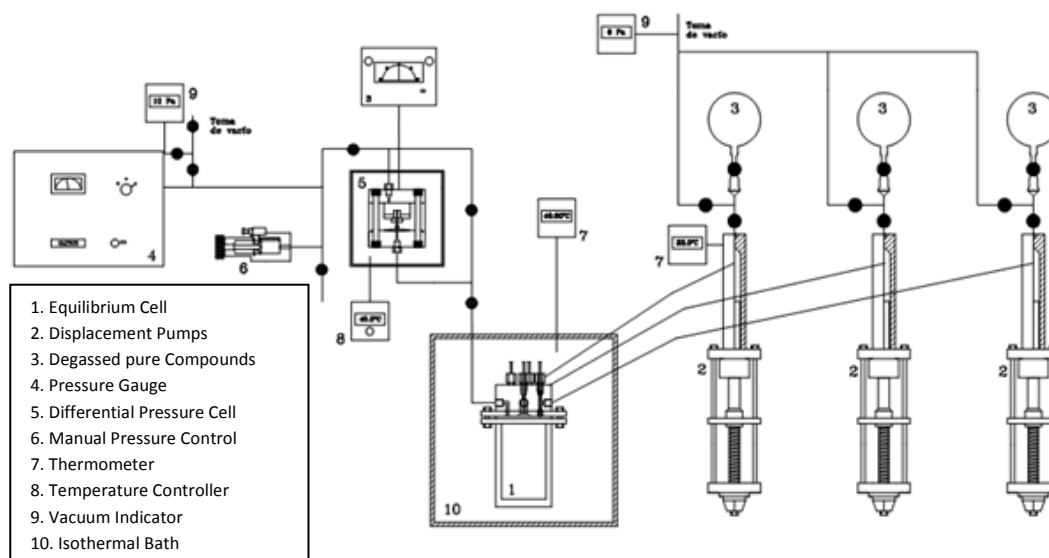 9
6 Pa
Toma
de vacío
10 Pa
9
Toma
de vacío
3
3
3
5
4
6
7
7
8
2
2
2
1
10
1. Equilibrium Cell
2. Displacement Pumps
3. Degassed pure Compounds
4. Pressure Gauge
5. Differential Pressure Cell
6. Manual Pressure Control
7. Thermometer
8. Temperature Controller
9. Vacuum Indicator
10. Isothermal Bath